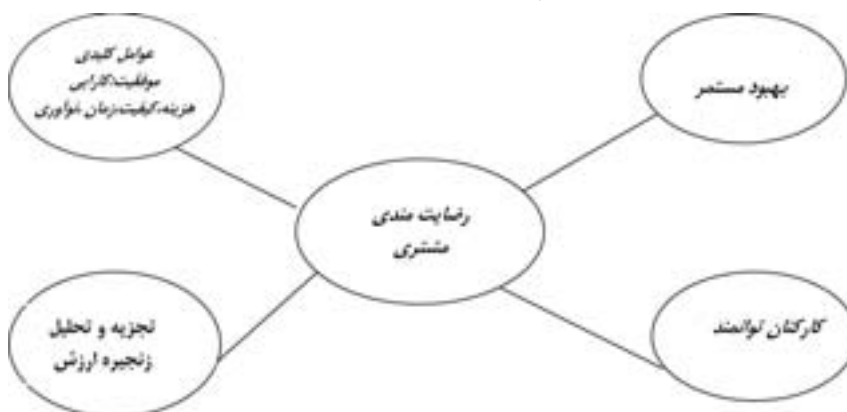 عوامل کلیدی
موفقیت:کارایی
هزینه،کیفیت،زمان،نوآوری
بهبود مستمر
رضایت مندی
مشتری
تجزیه و تحلیل
زنجیره ارزش
کارکنان توانمند